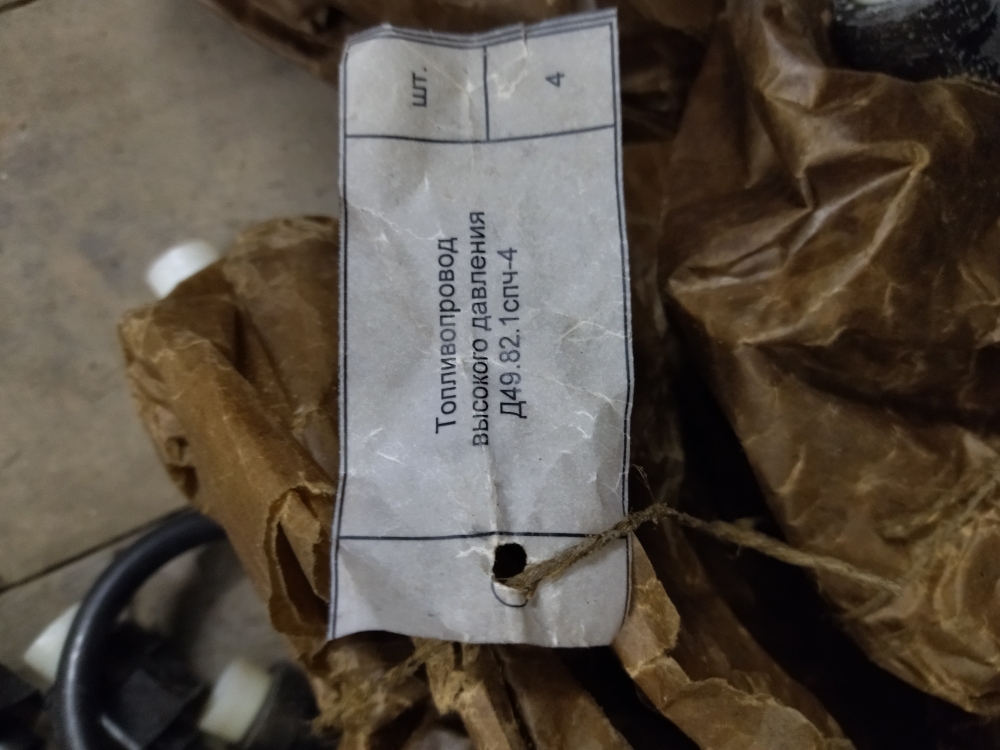 Топливопровод
высокого давления
Д49.82.1спч-4
шт.
4